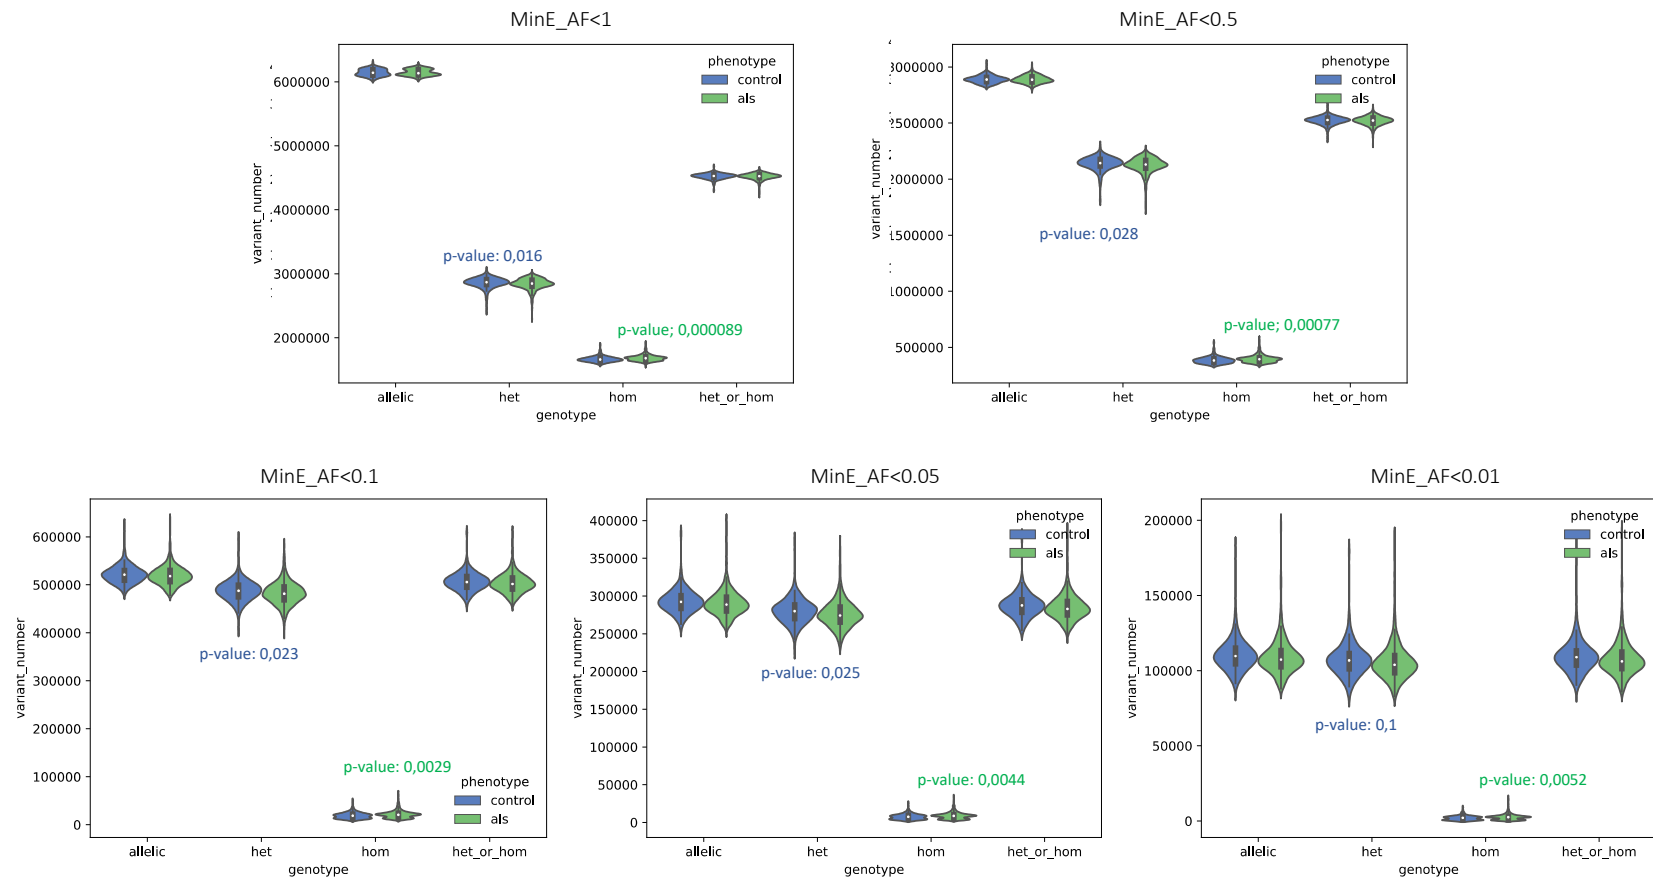 MinE_AF<1
variant_number
6000000
5000000
4000000
3000000
2000000
phenotype
control
als
p-value: 0,016
p-value; 0,000089
allelic
het
hom
het_or_hom
genotype
MinE_AF<0.5
variant_number
3000000
2500000
2000000
1500000
1000000
500000
phenotype
control
als
p-value: 0,028
p-value; 0,00077
allelic
het
hom
het_or_hom
genotype
MinE_AF<0.1
variant_number
600000
500000
400000
300000
200000
100000
0
p-value: 0,023
p-value: 0,0029
phenotype
control
als
allelic
het
hom
het_or_hom
genotype
MinE_AF<0.05
variant_number
400000
350000
300000
250000
200000
150000
100000
50000
0
phenotype
control
als
p-value: 0,025
p-value: 0,0044
allelic
het
hom
het_or_hom
genotype
MinE_AF<0.01
variant_number
200000
150000
100000
50000
0
phenotype
control
als
p-value: 0,1
p-value: 0,0052
allelic
het
hom
het_or_hom
genotype